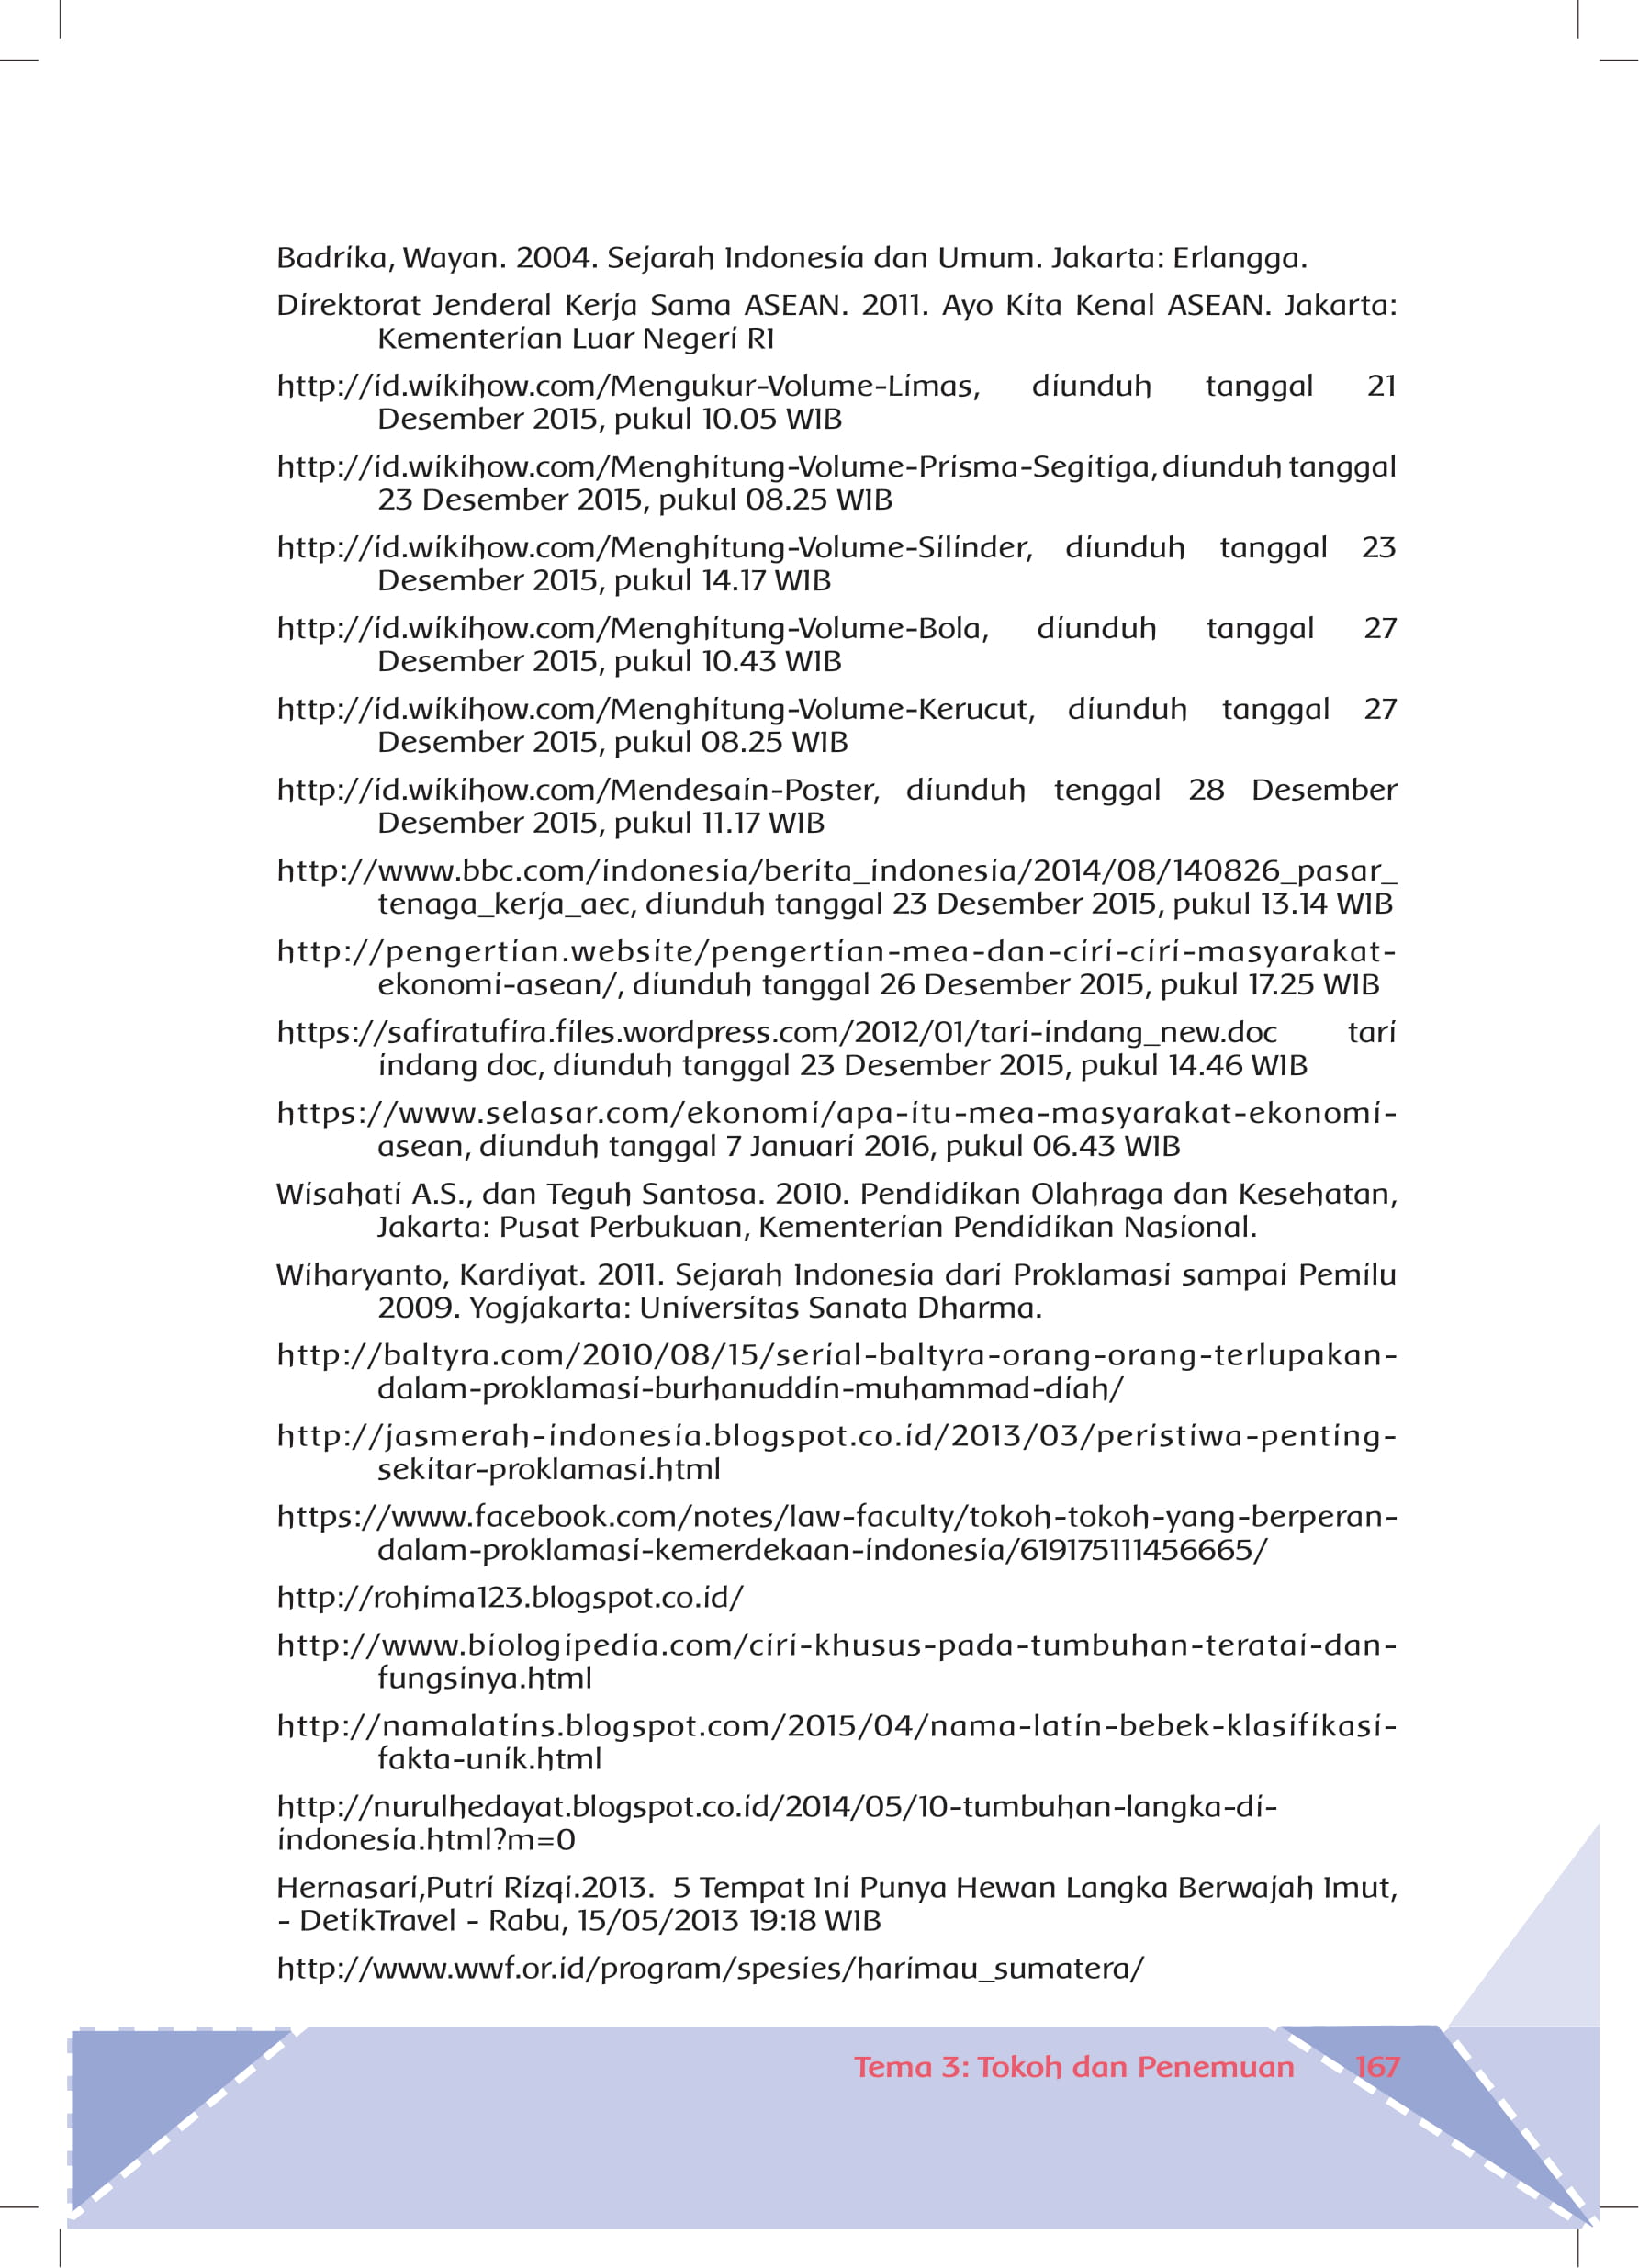 Badrika, Wayan. 2004. Sejarah Indonesia dan Umum. Jakarta: Erlangga.
Direktorat Jenderal Kerja Sama ASEAN. 2011. Ayo Kita Kenal ASEAN. Jakarta:
Kementerian Luar Negeri RI
http://id.wikihow.com/Mengukur-Volume-Limas, diunduh tanggal 21
Desember 2015, pukul 10.05 WIB
http://id.wikihow.com/Menghitung-Volume-Prisma-Segitiga, diunduh tanggal
23 Desember 2015, pukul 08.25 WIB
http://id.wikihow.com/Menghitung-Volume-Silinder, diunduh tanggal 23
Desember 2015, pukul 14.17 WIB
http://id.wikihow.com/Menghitung-Volume-Bola, diunduh tanggal 27
Desember 2015, pukul 10.43 WIB
http://id.wikihow.com/Menghitung-Volume-Kerucut, diunduh tanggal 27
Desember 2015, pukul 08.25 WIB
http://id.wikihow.com/Mendesain-Poster, diunduh tenggal 28 Desember
Desember 2015, pukul 11.17 WIB
http://www.bbc.com/indonesia/berita_indonesia/2014/08/140826_pasar_
tenaga_kerja_aec, diunduh tanggal 23 Desember 2015, pukul 13.14 WIB
http://pengertian.website/pengertian-mea-dan-ciri-ciri-masyarakat-
ekonomi-asean/, diunduh tanggal 26 Desember 2015, pukul 17.25 WIB
https://safiratufira.files.wordpress.com/2012/01/tari-indang_new.doc tari
indang doc, diunduh tanggal 23 Desember 2015, pukul 14.46 WIB
https://www.selasar.com/ekonomi/apa-itu-mea-masyarakat-ekonomi-
asean, diunduh tanggal 7 Januari 2016, pukul 06.43 WIB
Wisahati A.S., dan Teguh Santosa. 2010. Pendidikan Olahraga dan Kesehatan,
Jakarta: Pusat Perbukuan, Kementerian Pendidikan Nasional.
Wiharyanto, Kardiyat. 2011. Sejarah Indonesia dari Proklamasi sampai Pemilu
2009. Yogjakarta: Universitas Sanata Dharma.
http://baltyra.com/2010/08/15/serial-baltyra-orang-orang-terlupakan-
dalam-proklamasi-burhanuddin-muhammad-diah/
http://jasmerah-indonesia.blogspot.co.id/2013/03/peristiwa-penting-
sekitar-proklamasi.html
https://www.facebook.com/notes/law-faculty/tokoh-tokoh-yang-berperan-
dalam-proklamasi-kemerdekaan-indonesia/619175111456665/
http://rohima123.blogspot.co.id/
http://www.biologipedia.com/ciri-khusus-pada-tumbuhan-teratai-dan-
fungsinya.html
http://namalatins.blogspot.com/2015/04/nama-latin-bebek-klasifikasi-
fakta-unik.html
http://nurulhedayat.blogspot.co.id/2014/05/10-tumbuhan-langka-di-
indonesia.html?m=0
Hernasari,Putri Rizqi.2013. 5 Tempat Ini Punya Hewan Langka Berwajah Imut,
- DetikTravel - Rabu, 15/05/2013 19:18 WIB
http://www.wwf.or.id/program/spesies/harimau_sumatera/
Tema 3: Tokoh dan Penemuan 167